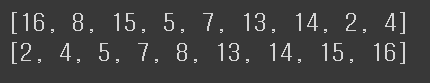 [16, 8, 15, 5, 7, 13, 14, 2, 4]
[2, 4, 5, 7, 8, 13, 14, 15, 16]